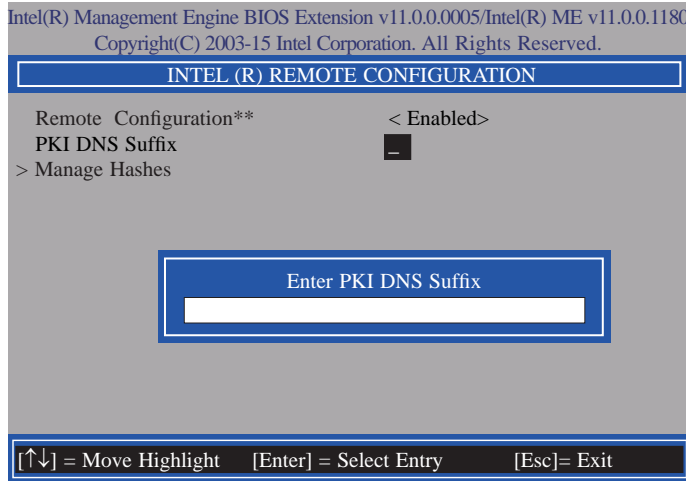 Intel(R) Management Engine BIOS Extension v11.0.0.0005/Intel(R) ME v11.0.0.1180
Copyright(C) 2003-15 Intel Corporation. All Rights Reserved.
INTEL (R) REMOTE CONFIGURATION
Remote Configuration** < Enabled>
PKI DNS Suffix _
> Manage Hashes
Enter PKI DNS Suffix
[↑↓] = Move Highlight [Enter] = Select Entry [Esc]= Exit